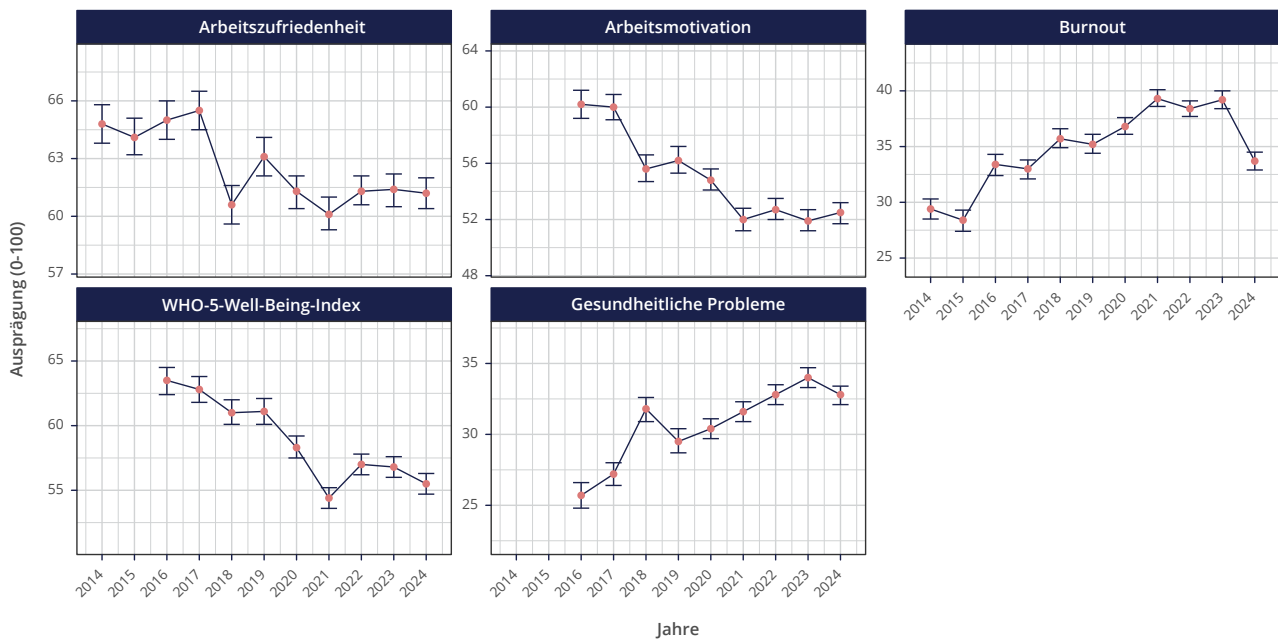 Arbeitszufriedenheit
Arbeitsmotivation
Burnout
66
63
60
57
64
60
56
52
48
40
35
30
25
2014 2015 2016 2017 2018 2019 2020 2021 2022 2023 2024
WHO-5-Well-Being-Index
Gesundheitliche Probleme
65
60
55
35
30
25
2014 2015 2016 2017 2018 2019 2020 2021 2022 2023 2024
2014 2015 2016 2017 2018 2019 2020 2021 2022 2023 2024
Ausprägung (0-100)
Jahre